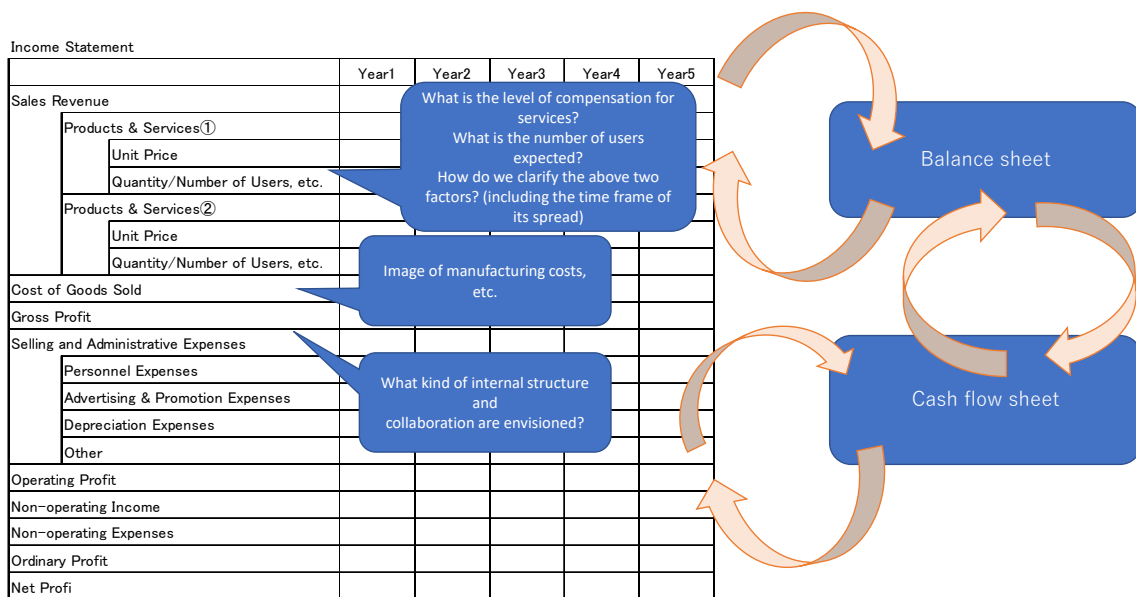 Income Statement
Year1 Year2 Year3 Year4 Year5
Sales Revenue
Products & Services①
Unit Price
Quantity/Number of Users, etc.
Products & Services②
Unit Price
Quantity/Number of Users, etc.
Cost of Goods Sold
Gross Profit
Selling and Administrative Expenses
Personnel Expenses
Advertising & Promotion Expenses
Depreciation Expenses
Other
Operating Profit
Non-operating Income
Non-operating Expenses
Ordinary Profit
Net Profi
What is the level of compensation for
services?
What is the number of users
expected?
How do we clarify the above two
factors? (including the time frame of
its spread)
Image of manufacturing costs,
etc.
What kind of internal structure
and
collaboration are envisioned?
Balance sheet
Cash flow sheet